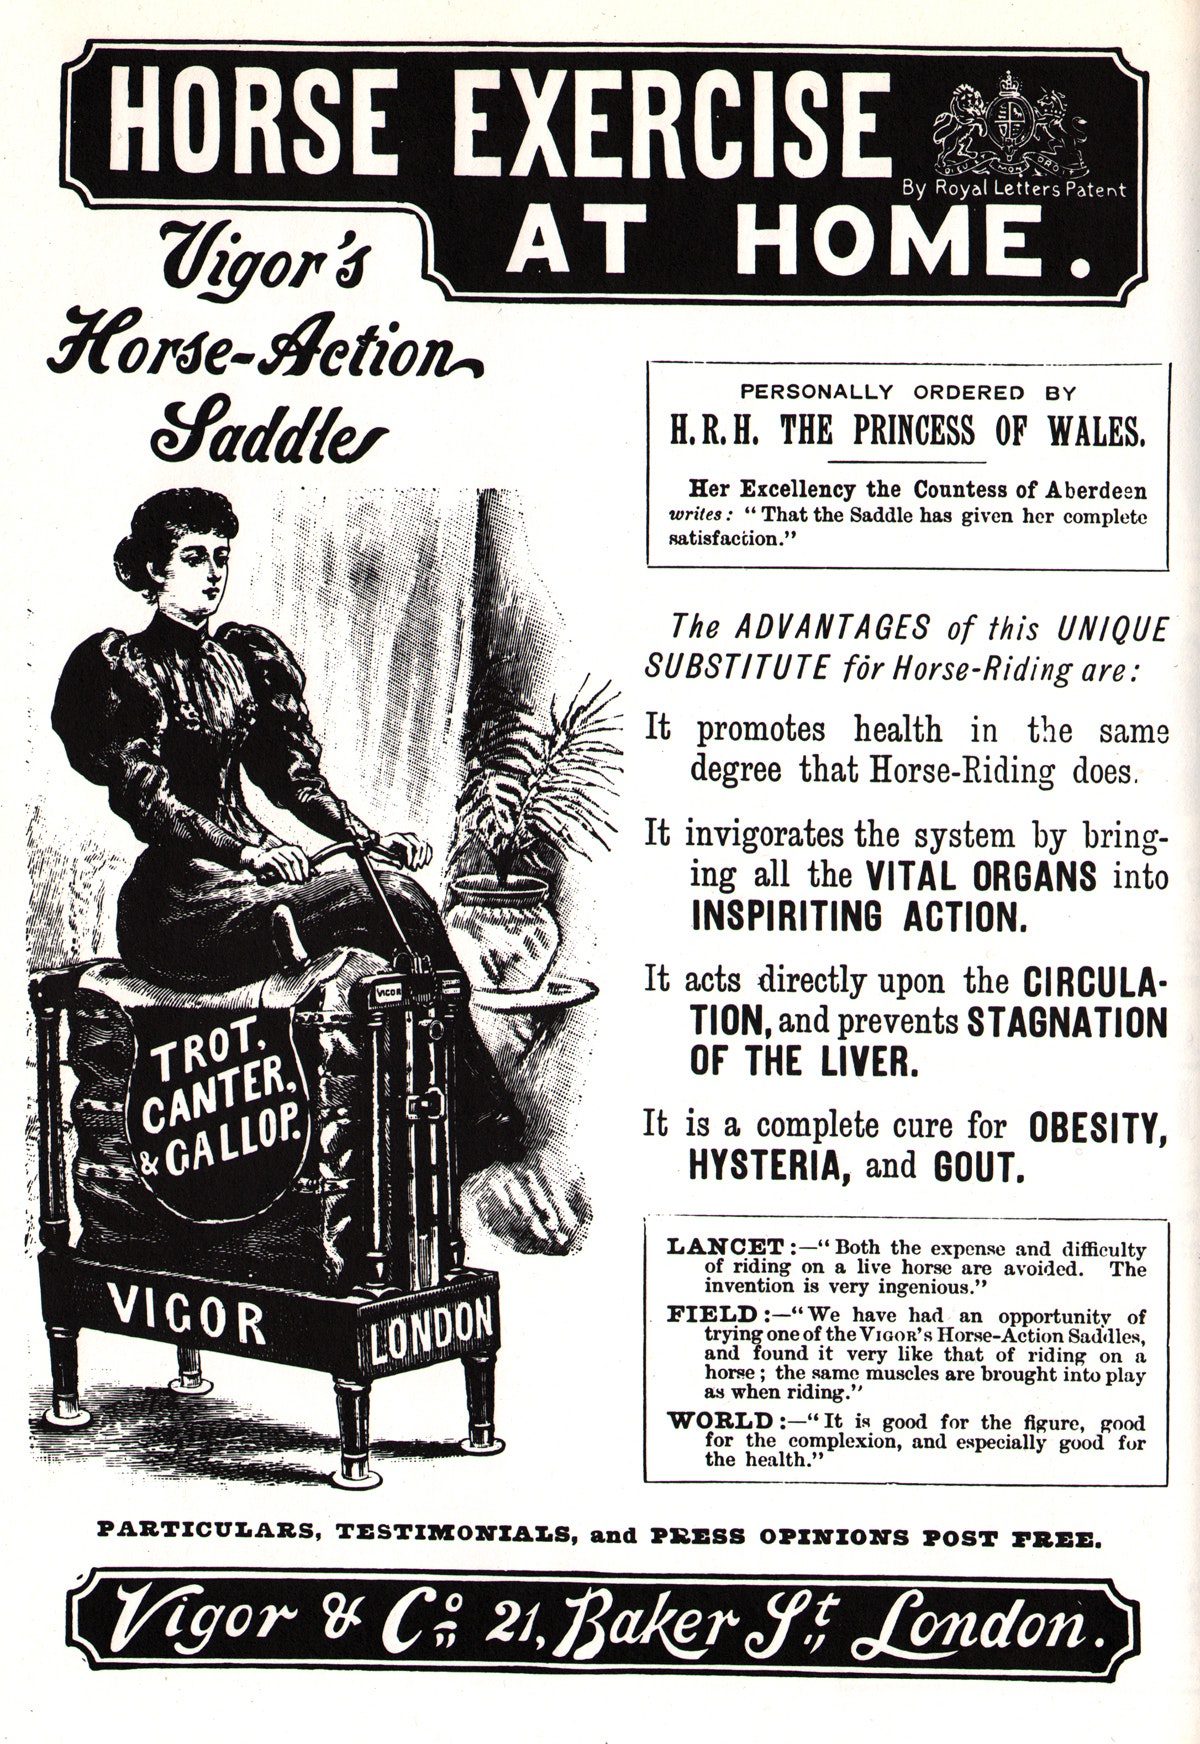 HORSE EXERCISE
DIEU ET MON DROIT
By Royal Letters Patent
AT HOME.
Vigor's
Horse-Action
Saddle
PERSONALLY ORDERED BY
H.R.H. THE PRINCESS OF WALES.
Her Excellency the Countess of Aberdeen
writes: "That the Saddle has given her complete
satisfaction."
The ADVANTAGES of this UNIQUE
SUBSTITUTE for Horse-Riding are:
It promotes health in the same
degree that Horse-Riding does.
It invigorates the system by bring-
ing all the VITAL ORGANS into
INSPIRITING ACTION.
It acts directly upon the CIRCULA-
TION, and prevents STAGNATION
OF THE LIVER.
It is a complete cure for OBESITY,
HYSTERIA, and GOUT.
VIGOR
TROT,
CANTER,
& GALLOP.
VIGOR
LONDON
LANCET:—"Both the expense and difficulty
of riding on a live horse are avoided. The
invention is very ingenious."
FIELD:—"We have had an opportunity of
trying one of the VIGOR'S Horse-Action Saddles,
and found it very like that of riding on a
horse; the same muscles are brought into play
as when riding."
WORLD:—"It is good for the figure, good
for the complexion, and especially good for
the health."
PARTICULARS, TESTIMONIALS, and PRESS OPINIONS POST FREE.
Vigor & Co. 21, Baker St. London.